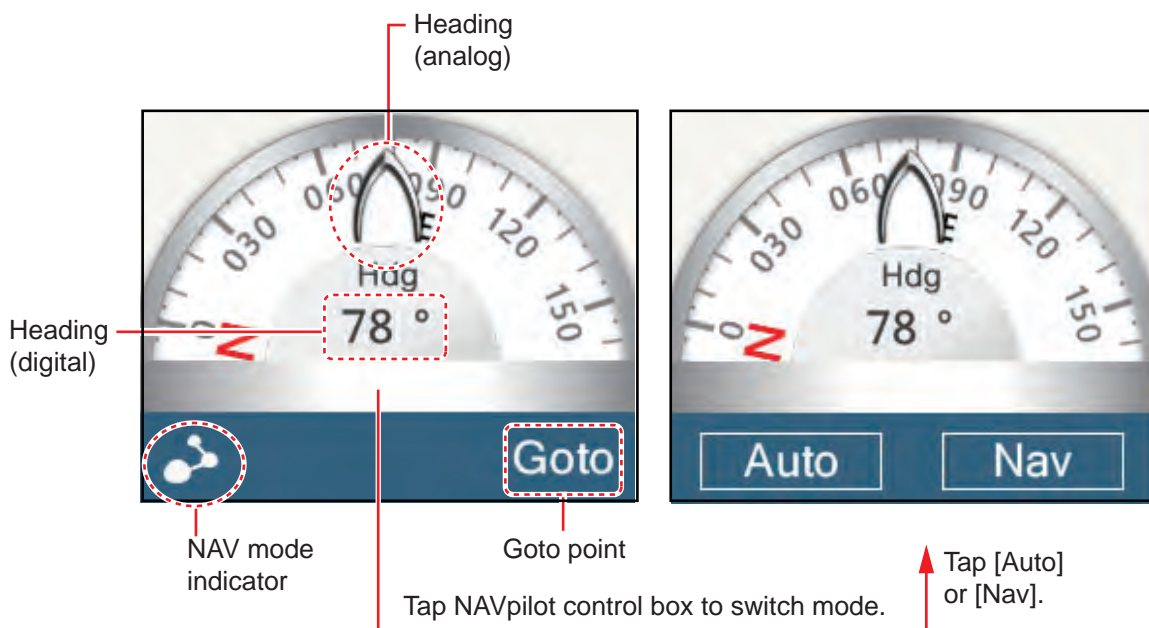 Heading
(analog)
0
N
030
060
090
E
120
150
Hdg
78 °
Heading
(digital)
Goto
NAV mode
indicator
Goto point
0
N
030
060
090
E
120
150
Hdg
78 °
Auto
Nav
Tap NAVpilot control box to switch mode.
Tap [Auto]
or [Nav].